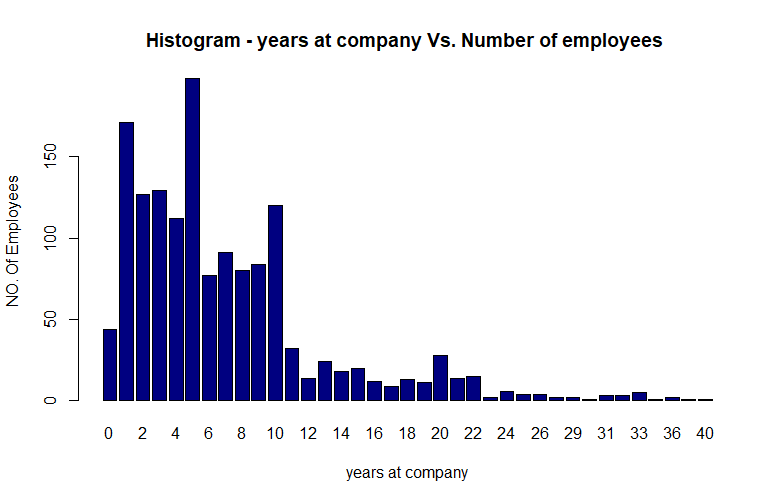 Histogram - years at company Vs. Number of employees
NO. Of Employees
150
100
50
0
0 2 4 6 8 10 12 14 16 18 20 22 24 26 29 31 33 36 40
years at company